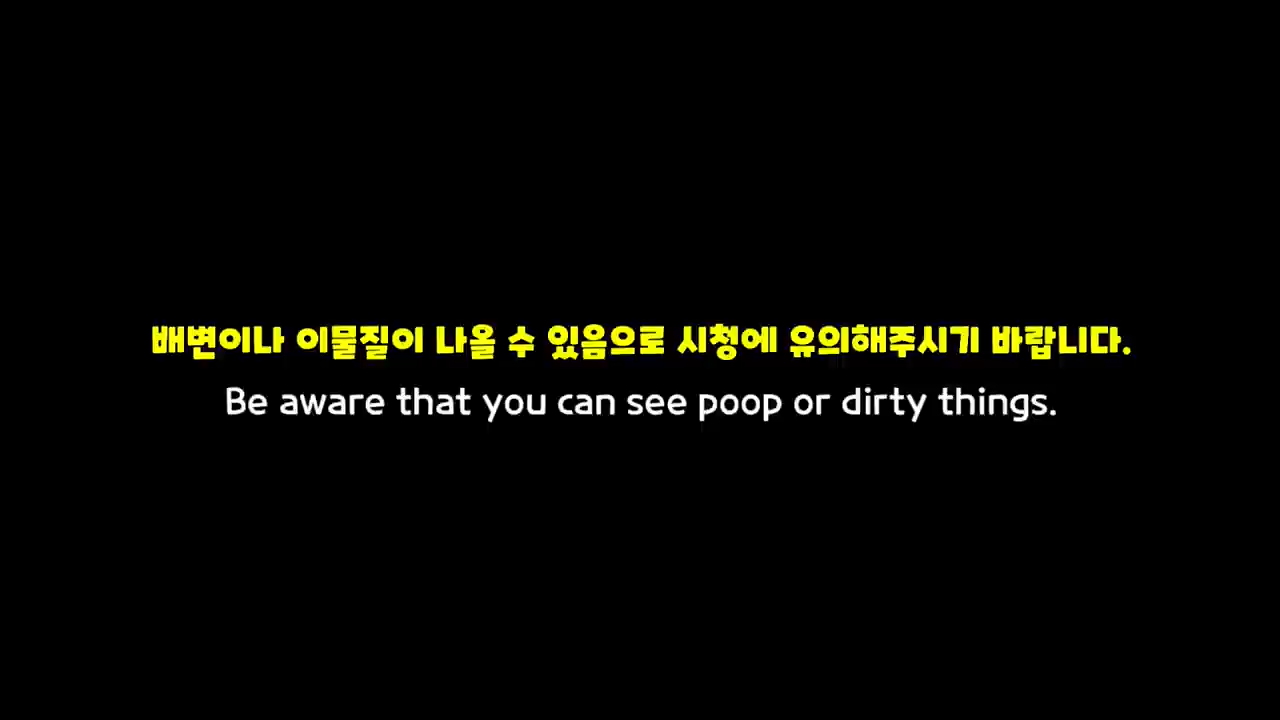 배변이나 이물질이 나올 수 있음으로 시청에 유의해주시기 바랍니다.
Be aware that you can see poop or dirty things.